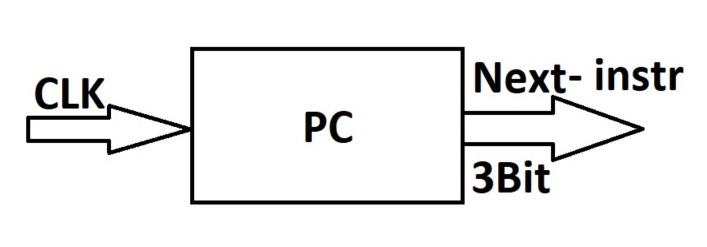 CLK
PC
Next- instr
3Bit